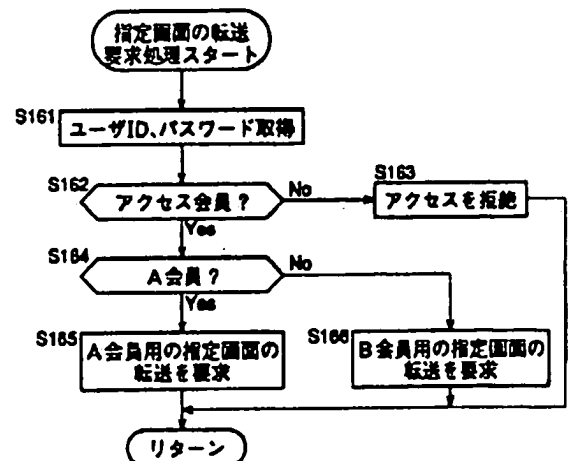 指定画面の転送
要求処理スタート
S161
ユーザID、パスワード取得
S162
アクセス会員?
No
S163
アクセスを拒絶
Yes
S164
A会員?
No
Yes
S165
A会員用の指定画面の
転送を要求
S166
B会員用の指定画面の
転送を要求
リターン